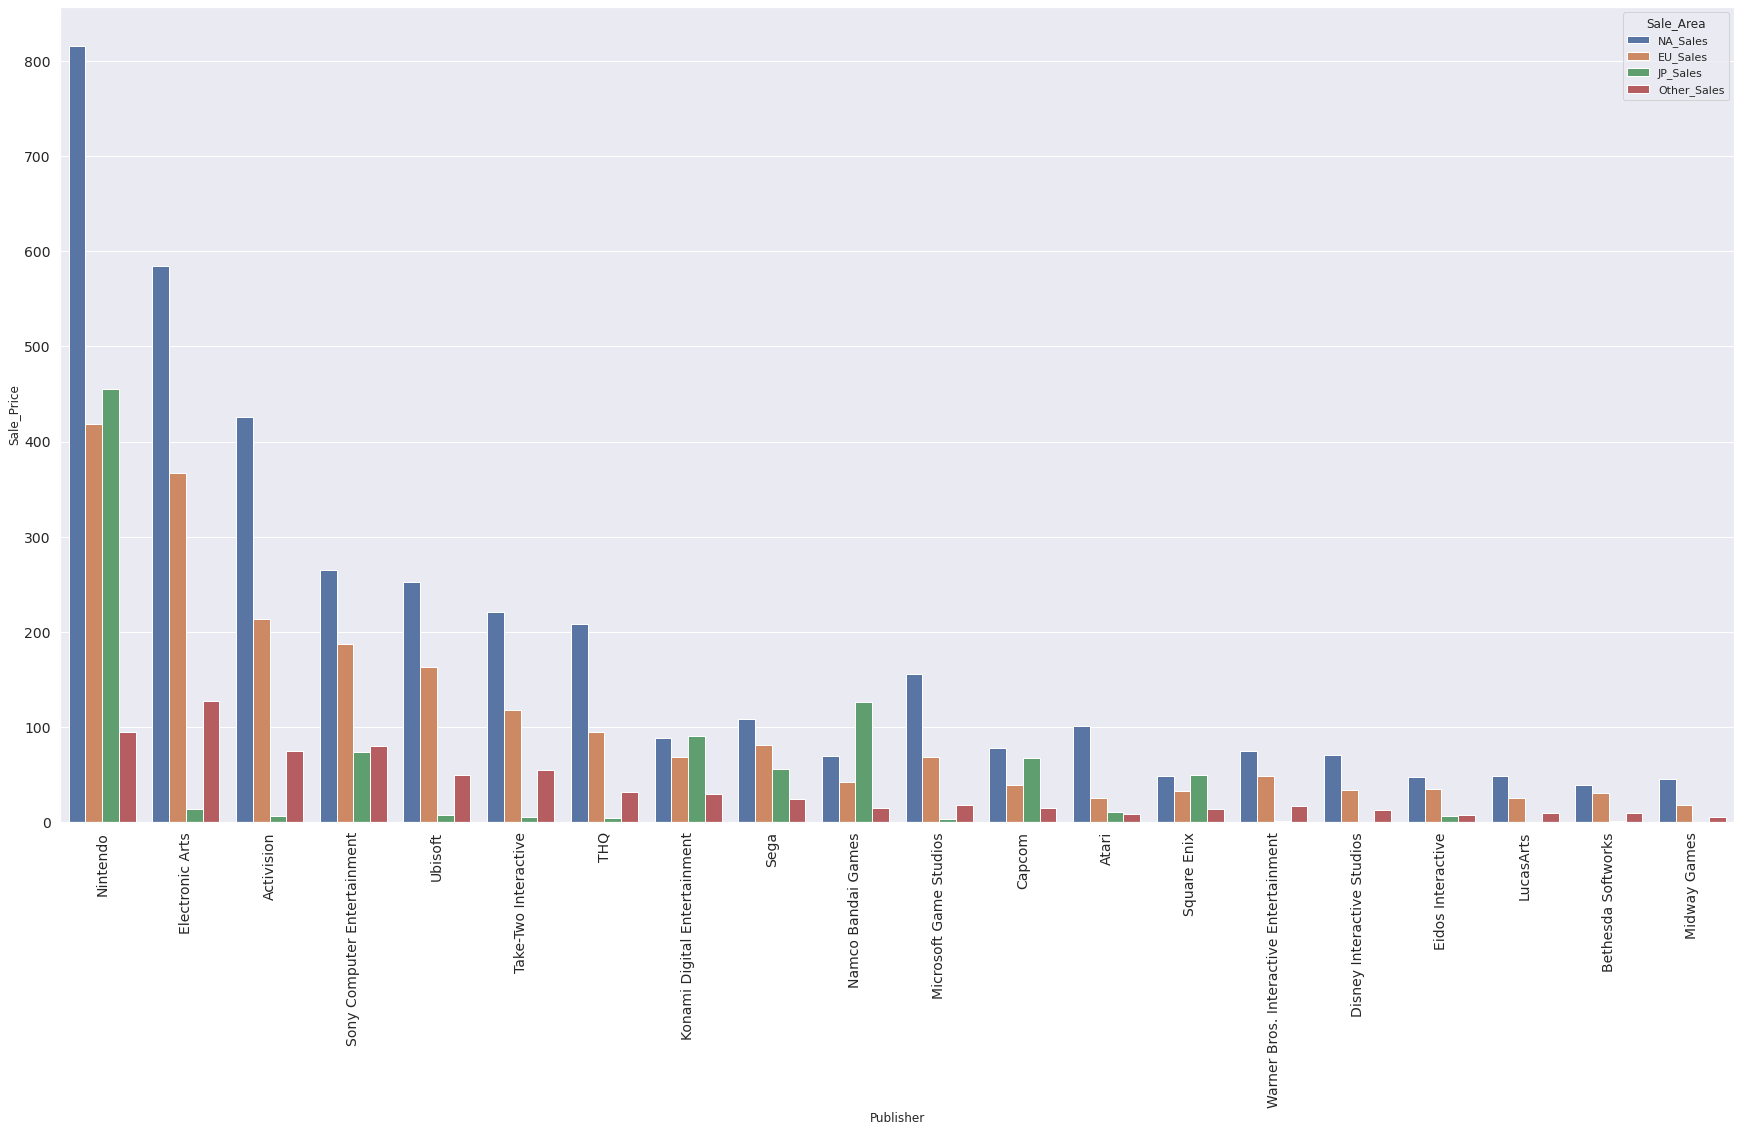 Sale_Area
NA_Sales
EU_Sales
JP_Sales
Other_Sales
800
700
600
500
400
300
200
100
0
Sale_Price
Nintendo
Electronic Arts
Activision
Sony Computer Entertainment
Ubisoft
Take-Two Interactive
THQ
Konami Digital Entertainment
Sega
Namco Bandai Games
Microsoft Game Studios
Capcom
Atari
Square Enix
Warner Bros. Interactive Entertainment
Disney Interactive Studios
Eidos Interactive
LucasArts
Bethesda Softworks
Midway Games
Publisher